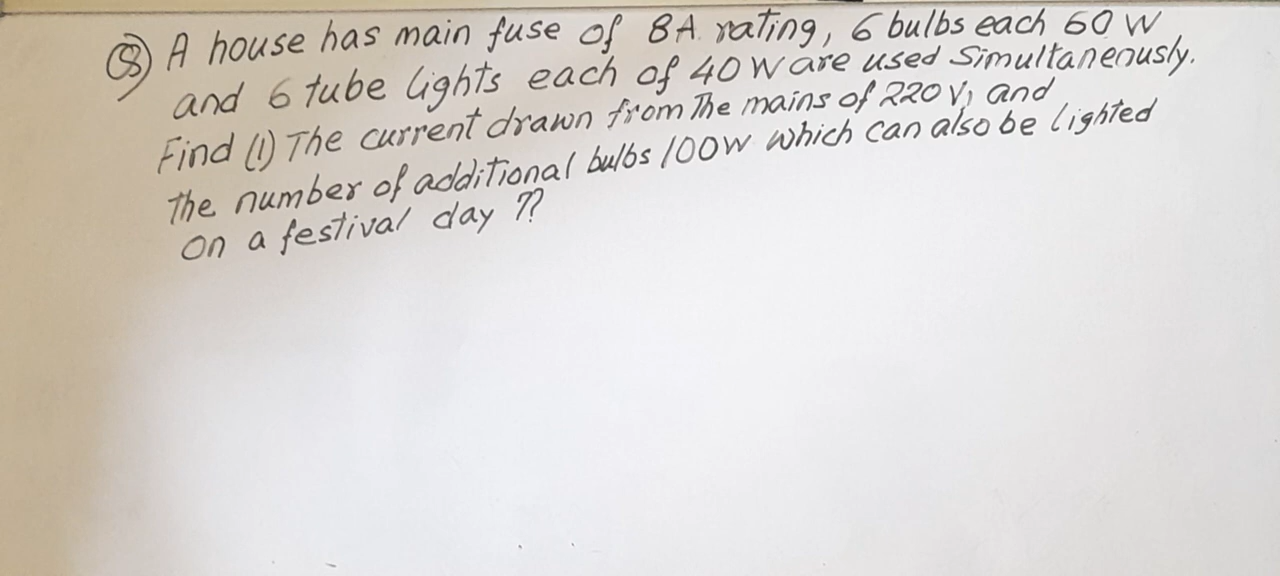 Q) A house has main fuse of 8A rating, 6 bulbs each 60 W
and 6 tube lights each of 40 W are used Simultaneously.
Find (1) The current drawn from The mains of 220 V, and
The number of additional bulbs 100W which can also be lighted
on a festival day ??